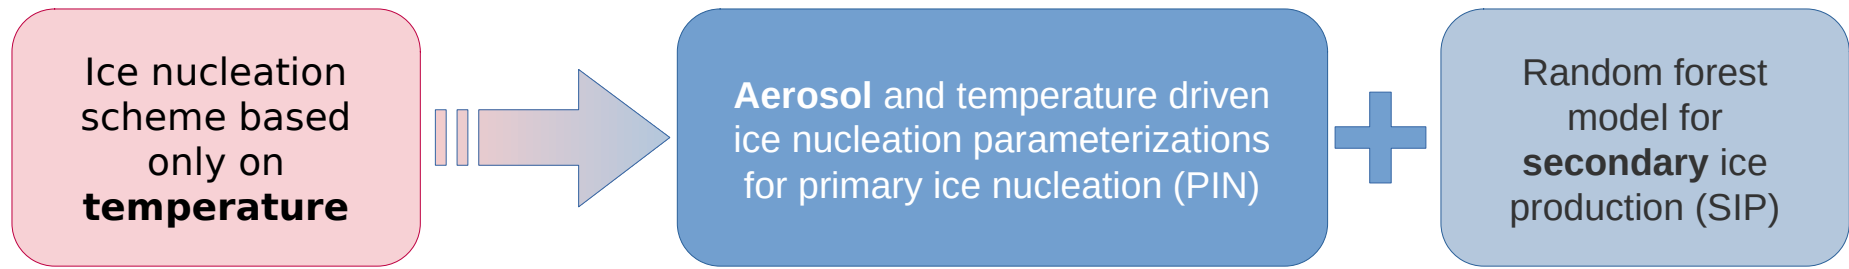 Ice nucleation
scheme based
only on
temperature
Aerosol and temperature driven
ice nucleation parameterizations
for primary ice nucleation (PIN)
Random forest
model for
secondary ice
production (SIP)